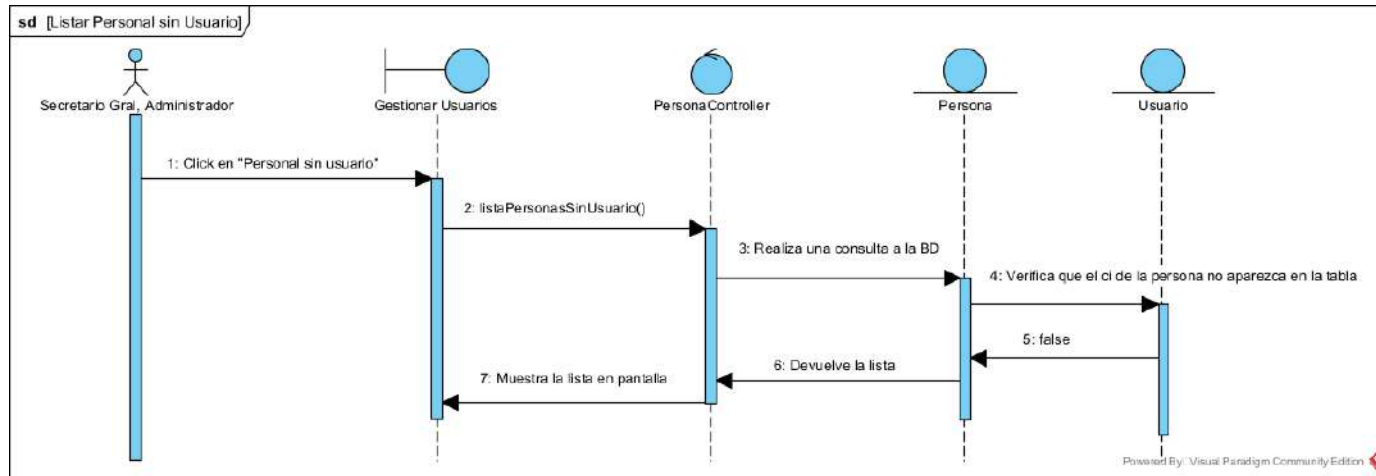 sd [Listar Personal sin Usuario]
Secretario Gral, Administrador
Gestionar Usuarios
PersonaController
Persona
Usuario
1: Click en "Personal sin usuario"
2: listaPersonasSinUsuario()
3: Realiza una consulta a la BD
4: Verifica que el ci de la persona no aparezca en la tabla
5: false
6: Devuelve la lista
7: Muestra la lista en pantalla
Powered By: Visual Paradigm Community Edition